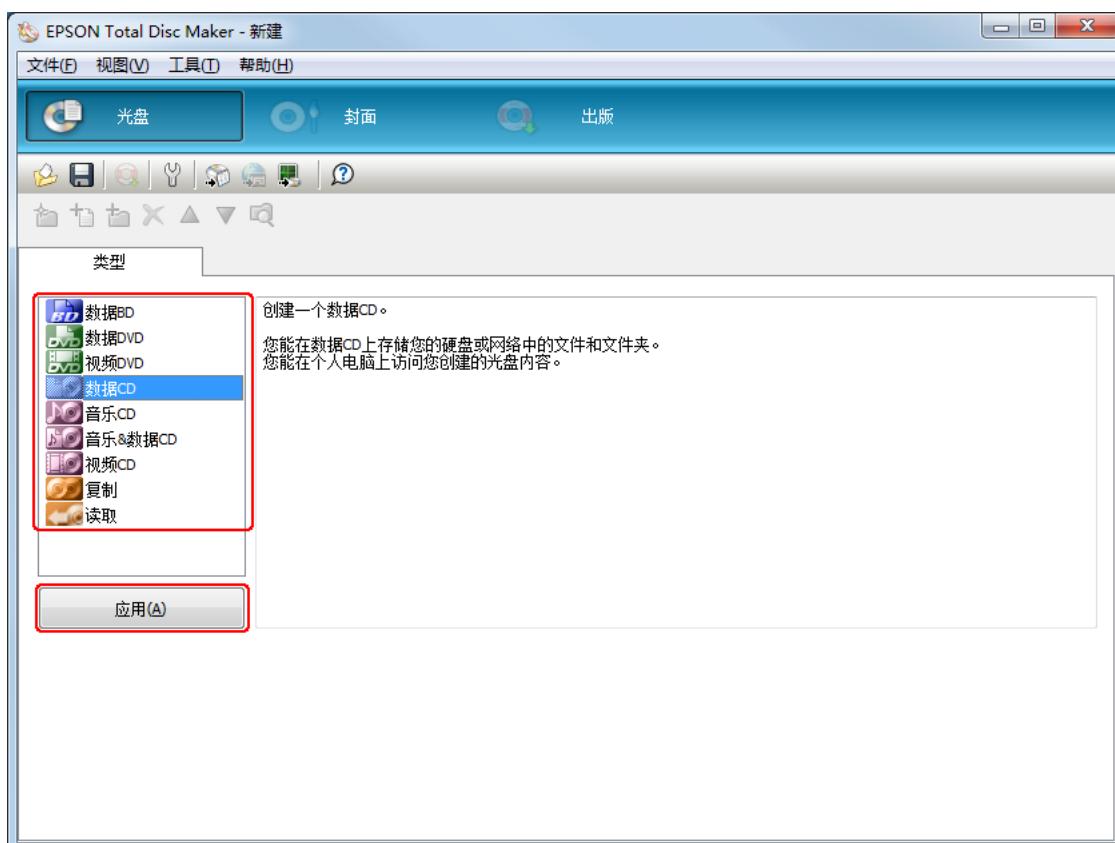 EPSON Total Disc Maker - 新建
文件(F) 视图(V) 工具(T) 帮助(H)
光盘 封面 出版
类型
数据BD
数据DVD
视频DVD
数据CD
音乐CD
音乐&数据CD
视频CD
复制
读取
应用(A)
创建一个数据CD。
您能在数据CD上存储您的硬盘或网络中的文件和文件夹。
您能在个人电脑上访问您创建的光盘内容。